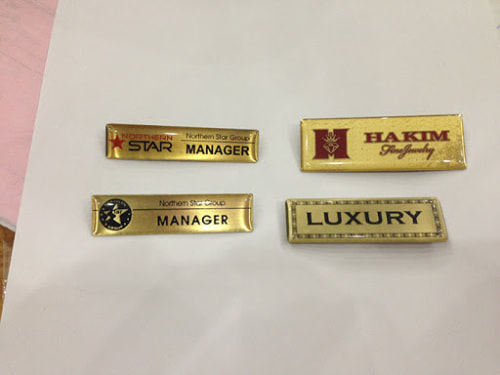 NORTHERN
STAR
Northern Star Group
MANAGER
HAKIM
Fine Jewelry
Northern Star Group
MANAGER
LUXURY